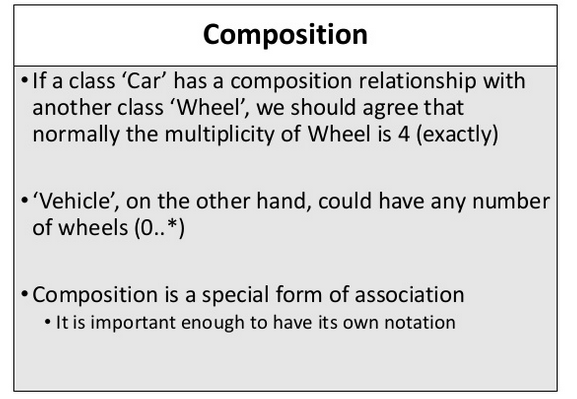 Composition
• If a class ‘Car’ has a composition relationship with
another class ‘Wheel’, we should agree that
normally the multiplicity of Wheel is 4 (exactly)
• ‘Vehicle’, on the other hand, could have any number
of wheels (0..*)
• Composition is a special form of association
• It is important enough to have its own notation